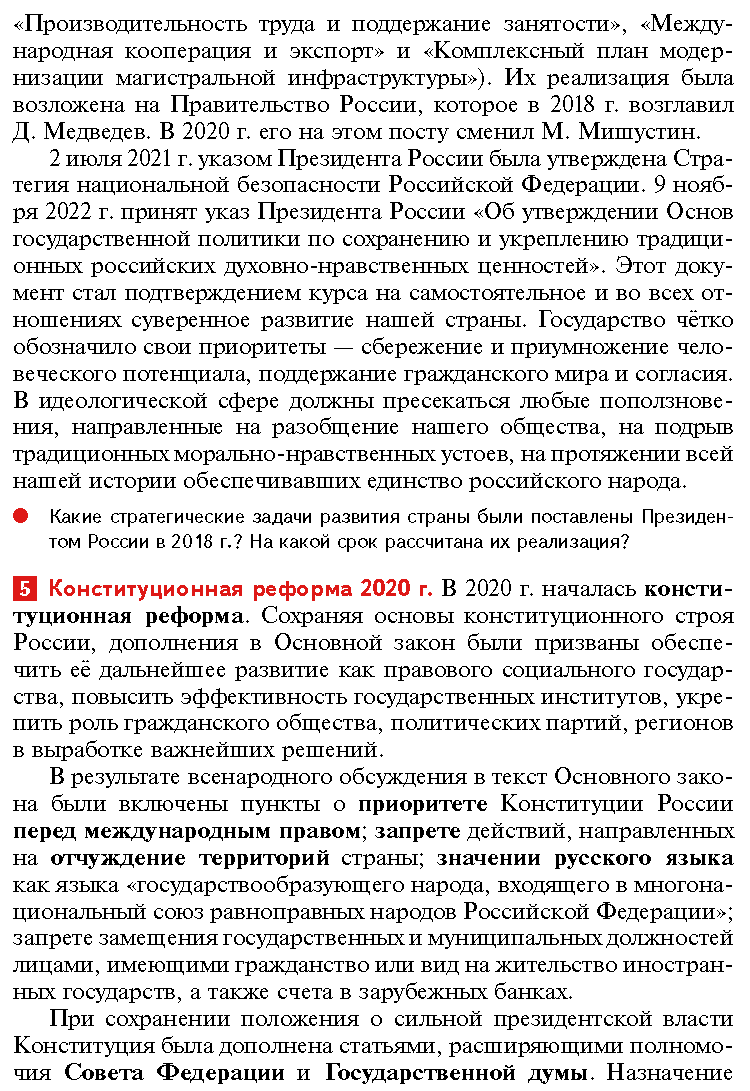 «Производительность труда и поддержание занятости», «Между-
народная кооперация и экспорт» и «Комплексный план модер-
низации магистральной инфраструктуры»). Их реализация была
возложена на Правительство России, которое в 2018 г. возглавил
Д. Медведев. В 2020 г. его на этом посту сменил М. Мишустин.
2 июля 2021 г. указом Президента России была утверждена Стра-
тегия национальной безопасности Российской Федерации. 9 нояб-
ря 2022 г. принят указ Президента России «Об утверждении Основ
государственной политики по сохранению и укреплению традици-
онных российских духовно-нравственных ценностей». Этот доку-
мент стал подтверждением курса на самостоятельное и во всех от-
ношениях суверенное развитие нашей страны. Государство чётко
обозначило свои приоритеты — сбережение и приумножение чело-
веческого потенциала, поддержание гражданского мира и согласия.
В идеологической сфере должны пресекаться любые поползнове-
ния, направленные на разобщение нашего общества, на подрыв
традиционных морально-нравственных устоев, на протяжении всей
нашей истории обеспечивавших единство российского народа.
● Какие стратегические задачи развития страны были поставлены Президен-
том России в 2018 г.? На какой срок рассчитана их реализация?
5 Конституционная реформа 2020 г. В 2020 г. началась консти-
туционная реформа. Сохраняя основы конституционного строя
России, дополнения в Основной закон были призваны обеспе-
чить её дальнейшее развитие как правового социального государ-
ства, повысить эффективность государственных институтов, укре-
пить роль гражданского общества, политических партий, регионов
в выработке важнейших решений.
В результате всенародного обсуждения в текст Основного зако-
на были включены пункты о приоритете Конституции России
перед международным правом; запрете действий, направленных
на отчуждение территорий страны; значении русского языка
как языка «государствообразующего народа, входящего в многона-
циональный союз равноправных народов Российской Федерации»;
запрете замещения государственных и муниципальных должностей
лицами, имеющими гражданство или вид на жительство иностран-
ных государств, а также счета в зарубежных банках.
При сохранении положения о сильной президентской власти
Конституция была дополнена статьями, расширяющими полномо-
чия Совета Федерации и Государственной думы. Назначение